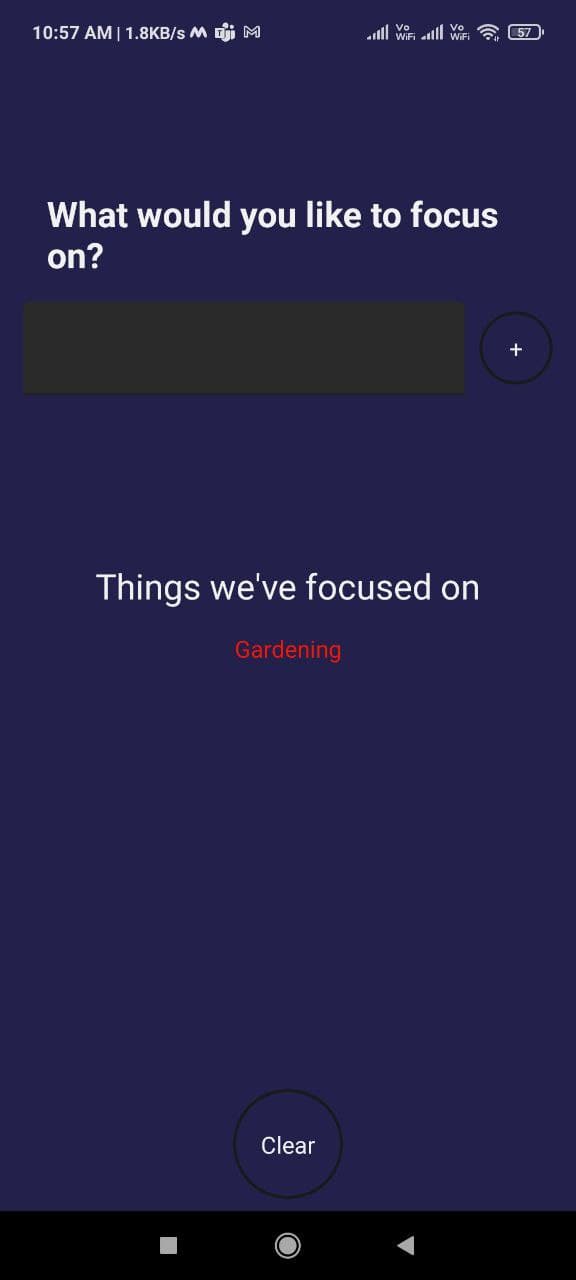 10:57 AM | 1.8KB/s
Vo WiFi Vo WiFi 57
What would you like to focus
on?
+
Things we've focused on
Gardening
Clear